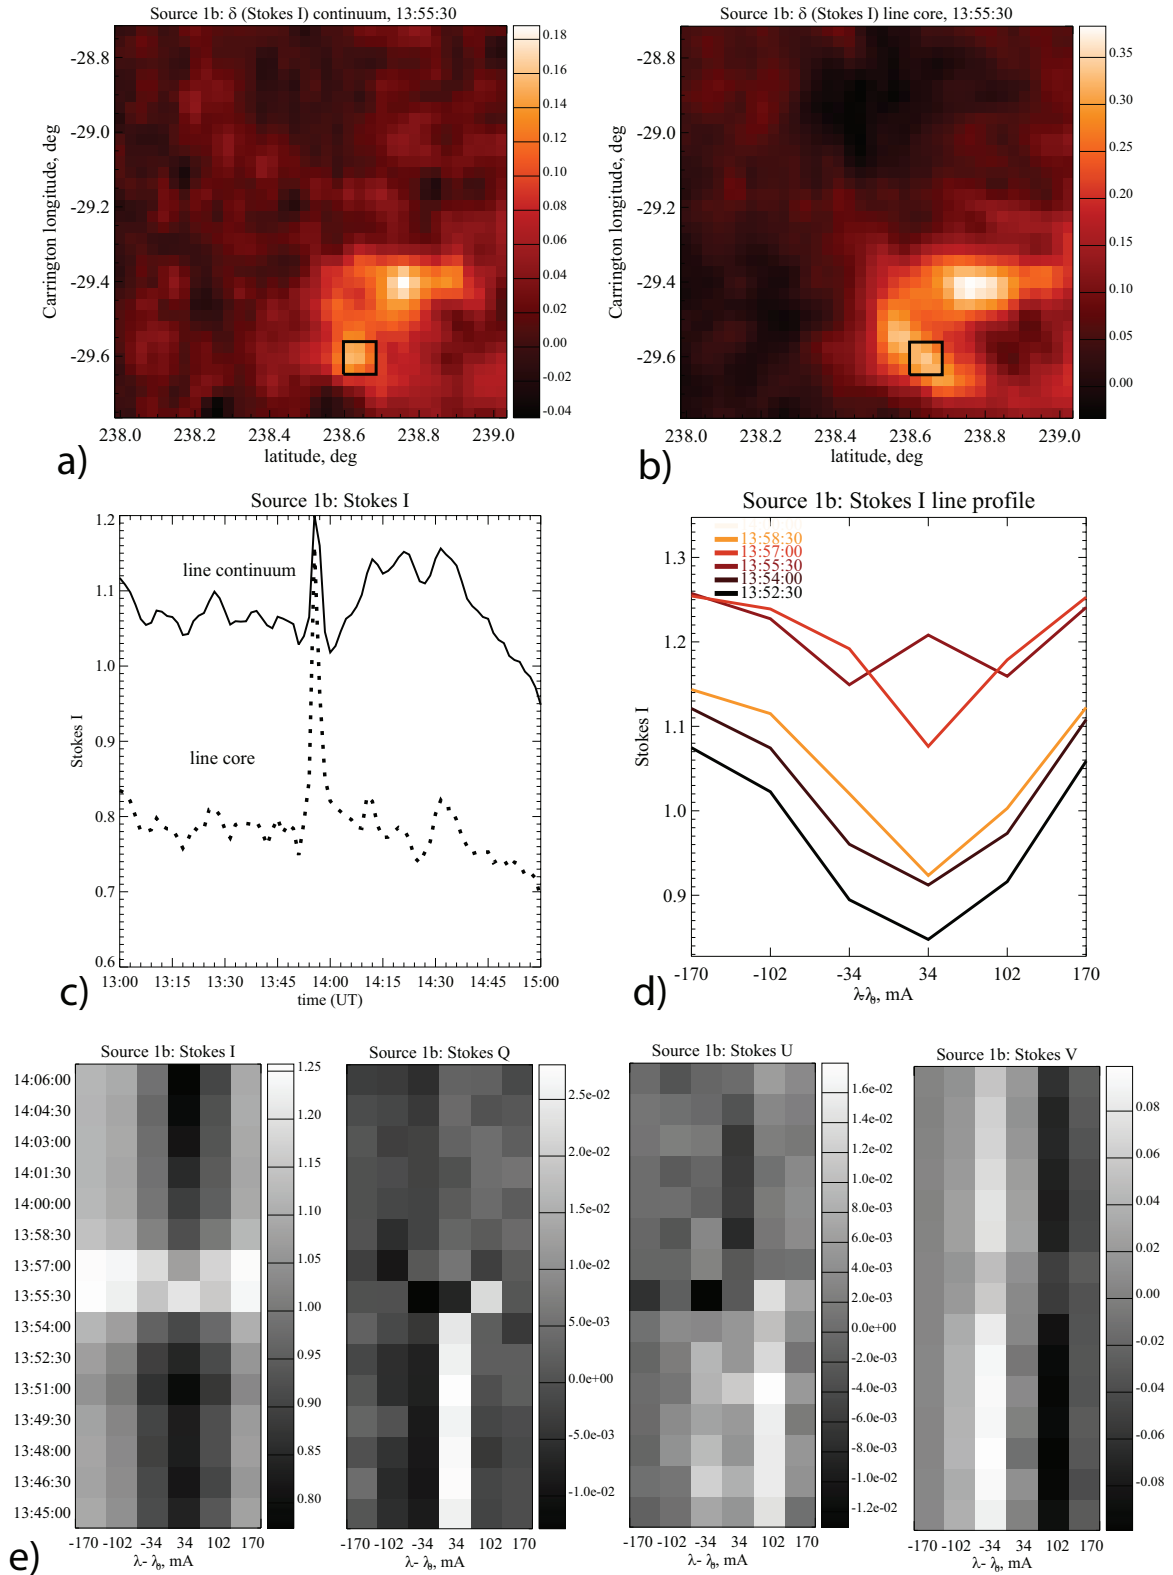 Source 1b: δ (Stokes I) continuum, 13:55:30
Carrington longitude, deg
-28.8
-29.0
-29.2
-29.4
-29.6
238.0 238.2 238.4 238.6 238.8 239.0
latitude, deg
0.18
0.16
0.14
0.12
0.10
0.08
0.06
0.04
0.02
0.00
-0.02
-0.04
a)
Source 1b: δ (Stokes I) line core, 13:55:30
Carrington longitude, deg
-28.8
-29.0
-29.2
-29.4
-29.6
238.0 238.2 238.4 238.6 238.8 239.0
latitude, deg
0.35
0.30
0.25
0.20
0.15
0.10
0.05
0.00
b)
Source 1b: Stokes I
Stokes I
1.2
1.1
1.0
0.9
0.8
0.7
0.6
line continuum
line core
13:00 13:15 13:30 13:45 14:00 14:15 14:30 14:45 15:00
time (UT)
c)
Source 1b: Stokes I line profile
Stokes I
1.3
1.2
1.1
1.0
0.9
13:58:30
13:57:00
13:55:30
13:54:00
13:52:30
-170 -102 -34 34 102 170
λ-λ₀, mA
d)
Source 1b: Stokes I
14:06:00
14:04:30
14:03:00
14:01:30
14:00:00
13:58:30
13:57:00
13:55:30
13:54:00
13:52:30
13:51:00
13:49:30
13:48:00
13:46:30
13:45:00
-170 -102 -34 34 102 170
λ- λ₀, mA
1.25
1.20
1.15
1.10
1.05
1.00
0.95
0.90
0.85
0.80
Source 1b: Stokes Q
-170 -102 -34 34 102 170
λ- λ₀, mA
2.5e-02
2.0e-02
1.5e-02
1.0e-02
5.0e-03
0.0e+00
-5.0e-03
-1.0e-02
Source 1b: Stokes U
-170 -102 -34 34 102 170
λ- λ₀, mA
1.6e-02
1.4e-02
1.2e-02
1.0e-02
8.0e-03
6.0e-03
4.0e-03
2.0e-03
0.0e+00
-2.0e-03
-4.0e-03
-6.0e-03
-8.0e-03
-1.0e-02
-1.2e-02
Source 1b: Stokes V
-170 -102 -34 34 102 170
λ- λ₀, mA
0.08
0.06
0.04
0.02
0.00
-0.02
-0.04
-0.06
-0.08
e)